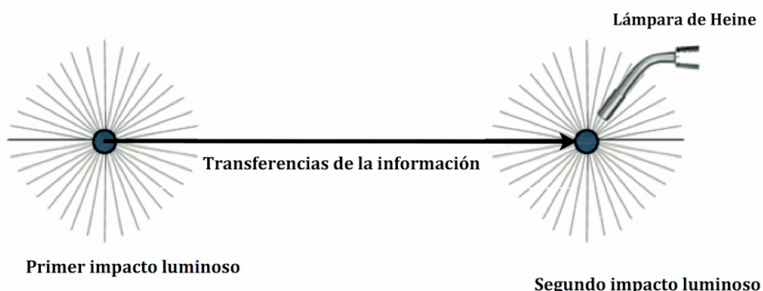 Lámpara de Heine
Transferencias de la información
Primer impacto luminoso
Segundo impacto luminoso